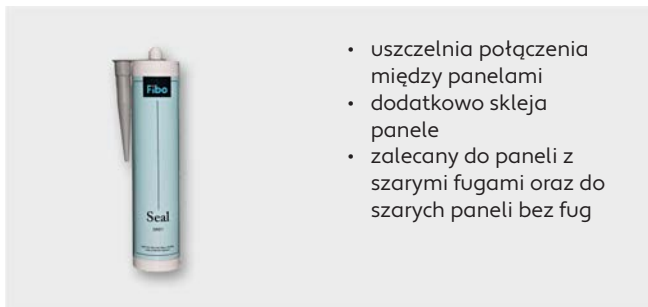 Fibo
Seal
GREY
• uszczelnia połączenia
między panelami
• dodatkowo skleja
panele
• zalecany do paneli z
szarymi fugami oraz do
szarych paneli bez fug